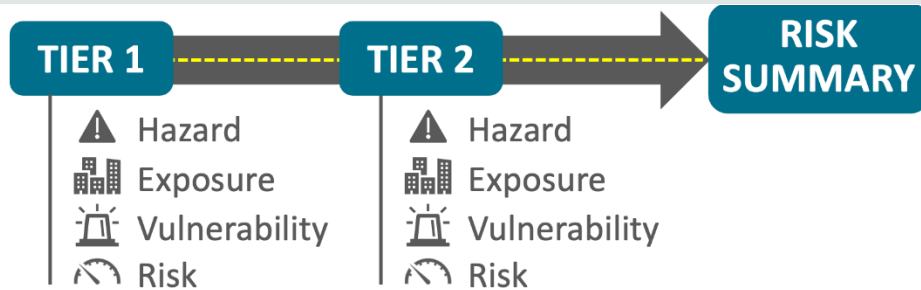 TIER 1
Hazard
Exposure
Vulnerability
Risk
TIER 2
Hazard
Exposure
Vulnerability
Risk
RISK
SUMMARY